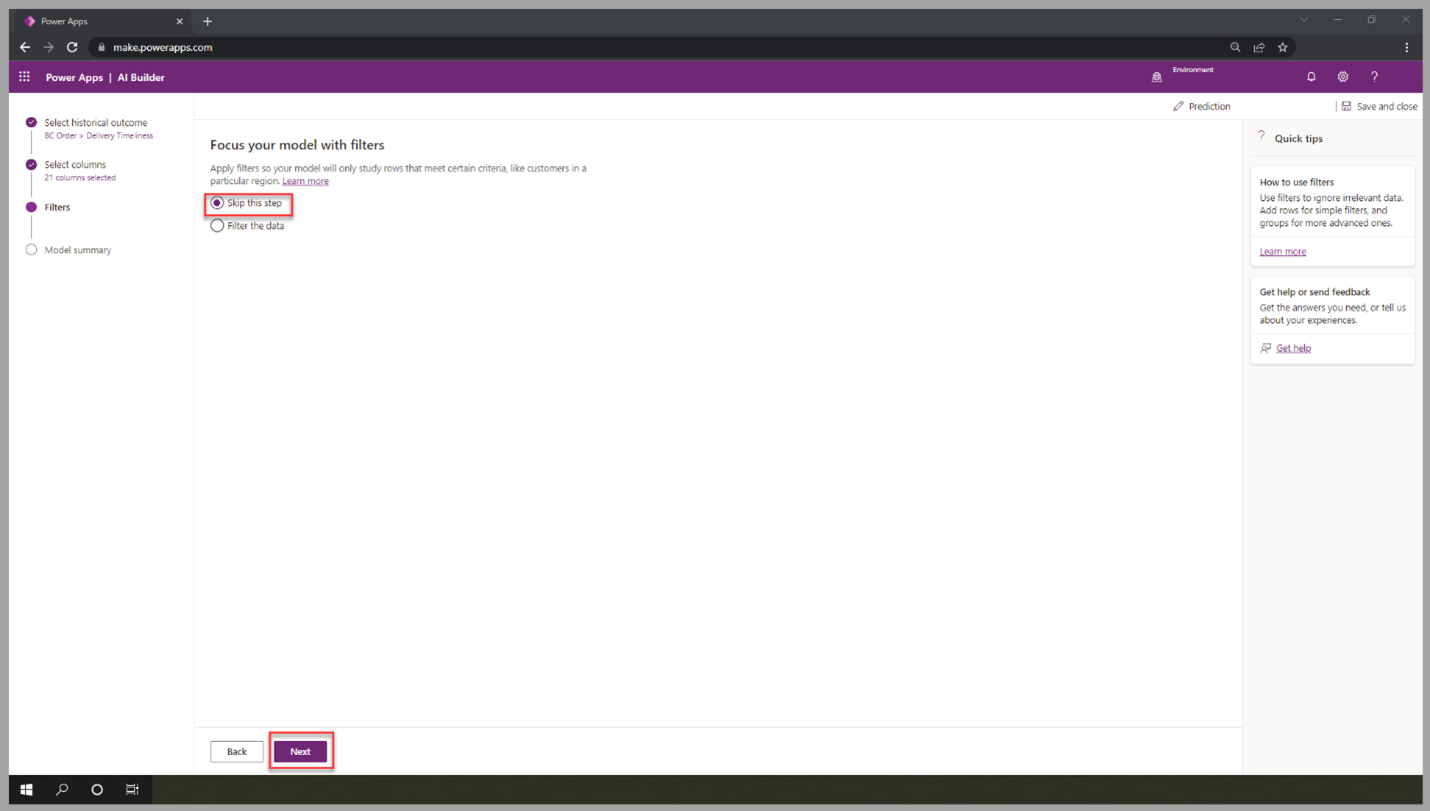 Power Apps
make.powerapps.com
Power Apps | AI Builder
Environment
Prediction
Save and close
Select historical outcome
BC Order > Delivery Timeliness
Select columns
21 columns selected
Filters
Model summary
Focus your model with filters
Apply filters so your model will only study rows that meet certain criteria, like customers in a
particular region. Learn more
Skip this step
Filter the data
Back
Next
Quick tips
How to use filters
Use filters to ignore irrelevant data.
Add rows for simple filters, and
groups for more advanced ones.
Learn more
Get help or send feedback
Get the answers you need, or tell us
about your experiences.
Get help